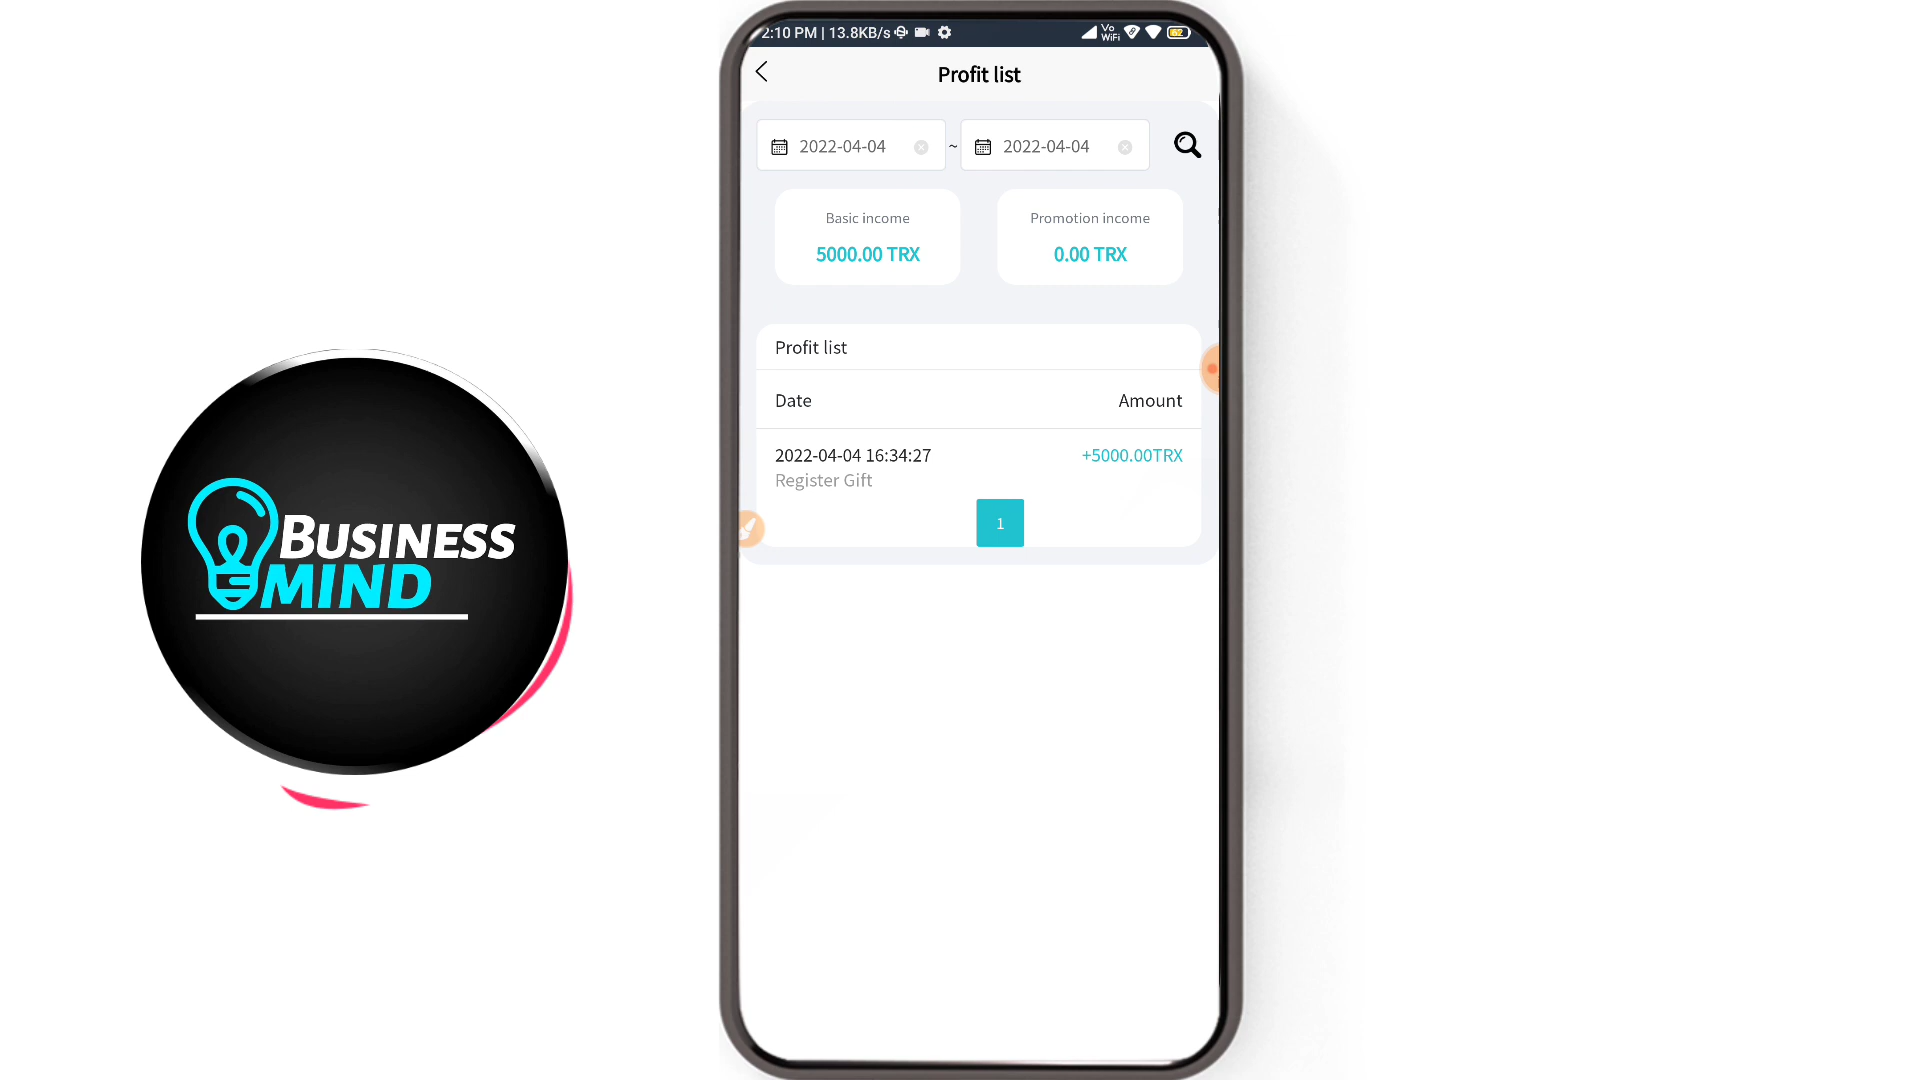 2:10 PM | 13.8KB/s
Vo
WiFi
62
Profit list
2022-04-04 ~ 2022-04-04
Basic income
5000.00 TRX
Promotion income
0.00 TRX
Profit list
Date Amount
2022-04-04 16:34:27 +5000.00TRX
Register Gift
1
BUSINESS
MIND